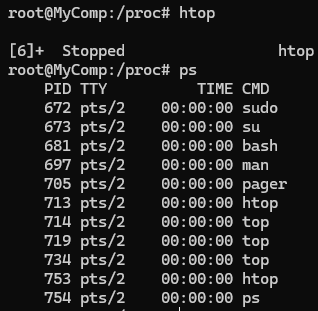 root@MyComp:/proc# htop
[6]+  Stopped                 htop
root@MyComp:/proc# ps
    PID TTY          TIME CMD
    672 pts/2    00:00:00 sudo
    673 pts/2    00:00:00 su
    681 pts/2    00:00:00 bash
    697 pts/2    00:00:00 man
    705 pts/2    00:00:00 pager
    713 pts/2    00:00:00 htop
    714 pts/2    00:00:00 top
    719 pts/2    00:00:00 top
    734 pts/2    00:00:00 top
    753 pts/2    00:00:00 htop
    754 pts/2    00:00:00 ps